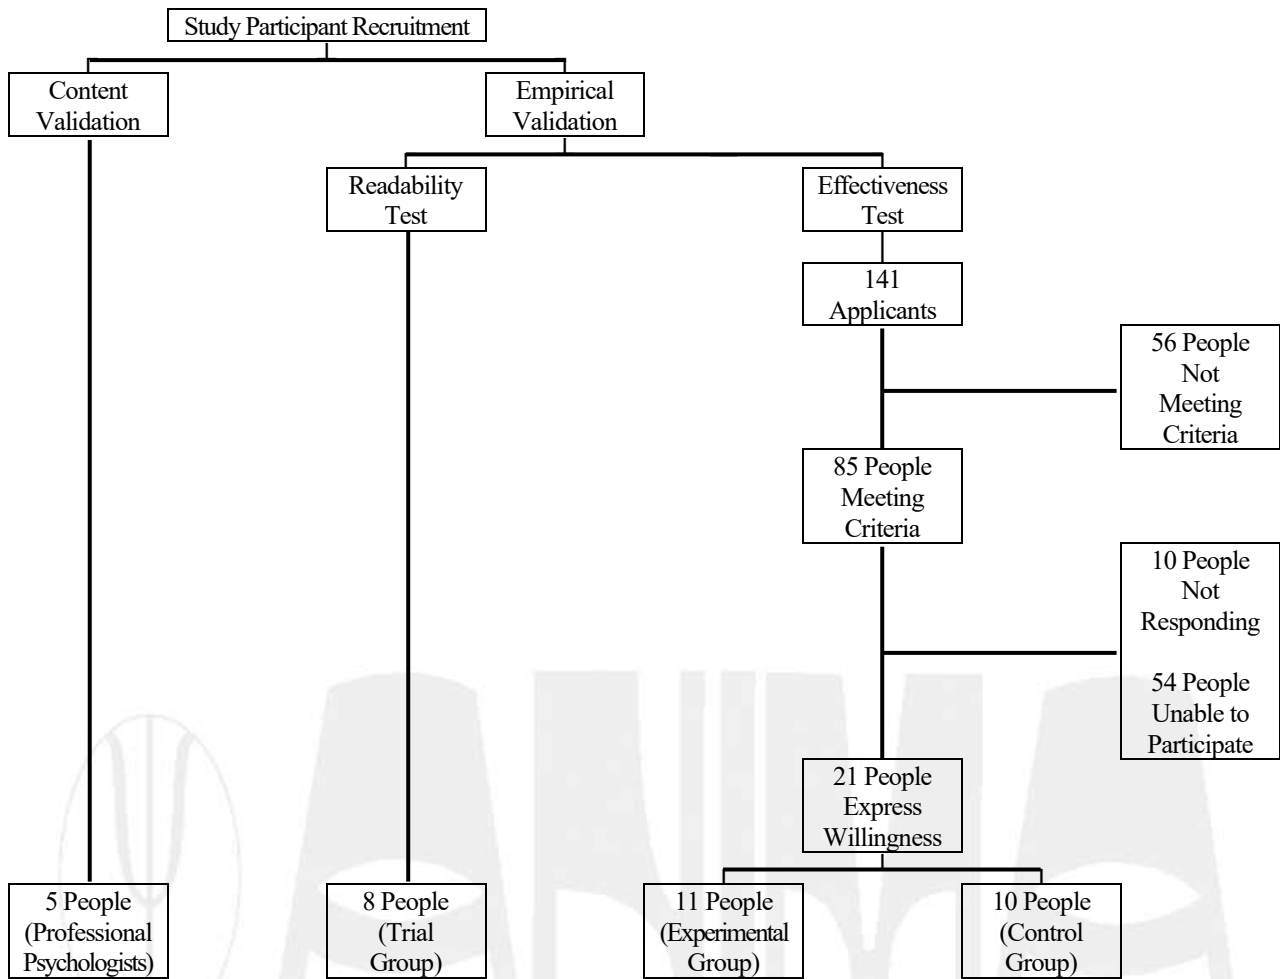 Study Participant Recruitment
Content
Validation
Empirical
Validation
Readability
Test
Effectiveness
Test
141
Applicants
56 People
Not
Meeting
Criteria
85 People
Meeting
Criteria
10 People
Not
Responding
54 People
Unable to
Participate
21 People
Express
Willingness
5 People
(Professional
Psychologists)
8 People
(Trial
Group)
11 People
(Experimental
Group)
10 People
(Control
Group)
ANIMA